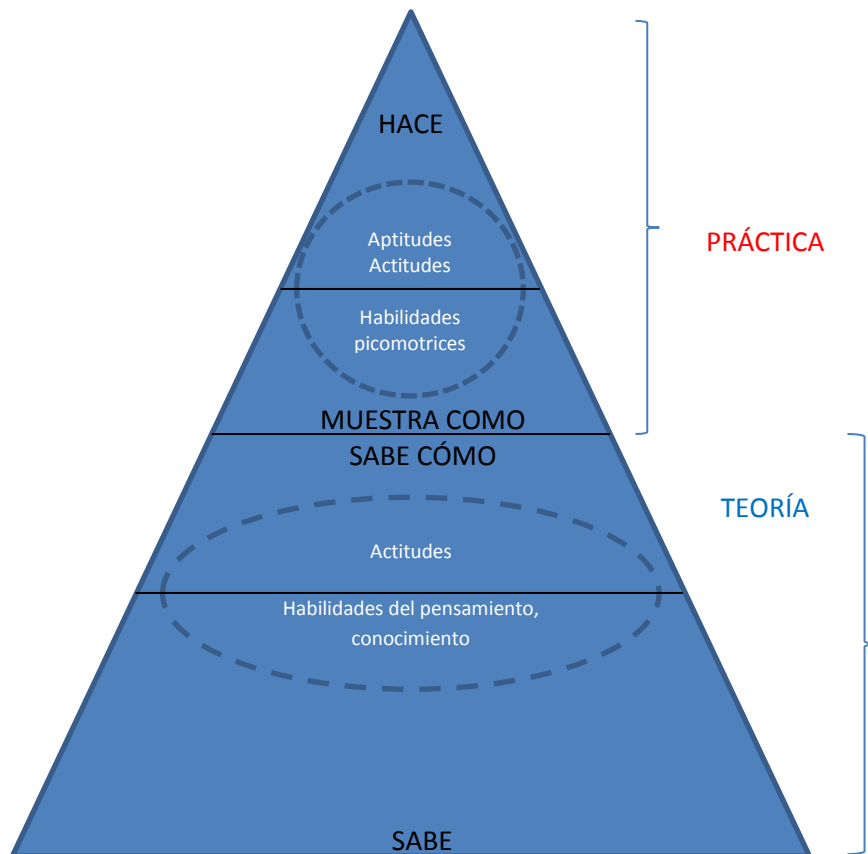 HACE
Aptitudes
Actitudes
PRÁCTICA
Habilidades
picomotrices
MUESTRA COMO
SABE CÓMO
TEORÍA
Actitudes
Habilidades del pensamiento,
conocimiento
SABE